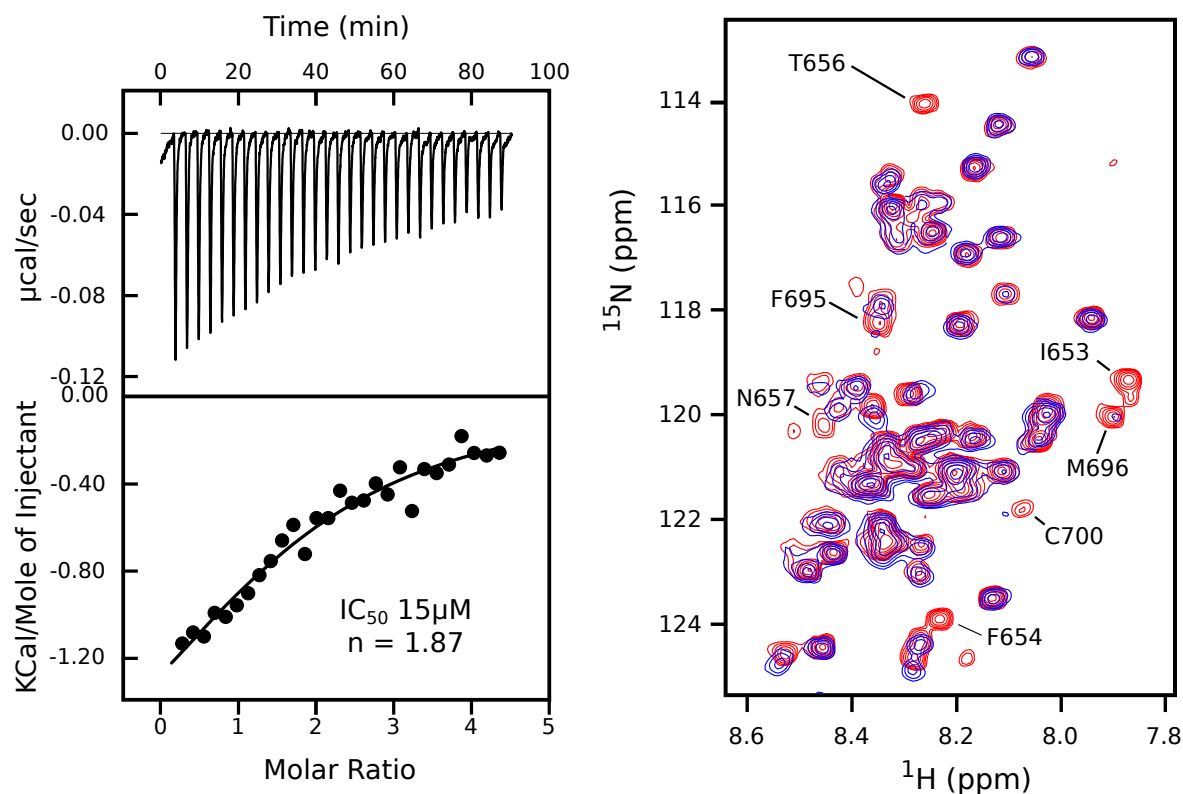 Time (min)
0 20 40 60 80 100
0.00
-0.04
-0.08
-0.12
µcal/sec
0.00
-0.40
-0.80
-1.20
KCal/Mole of Injectant
IC₅₀ 15µM
n = 1.87
0 1 2 3 4 5
Molar Ratio
114
116
118
120
122
124
¹⁵N (ppm)
T656
F695
I653
N657
M696
C700
F654
8.6 8.4 8.2 8.0 7.8
¹H (ppm)